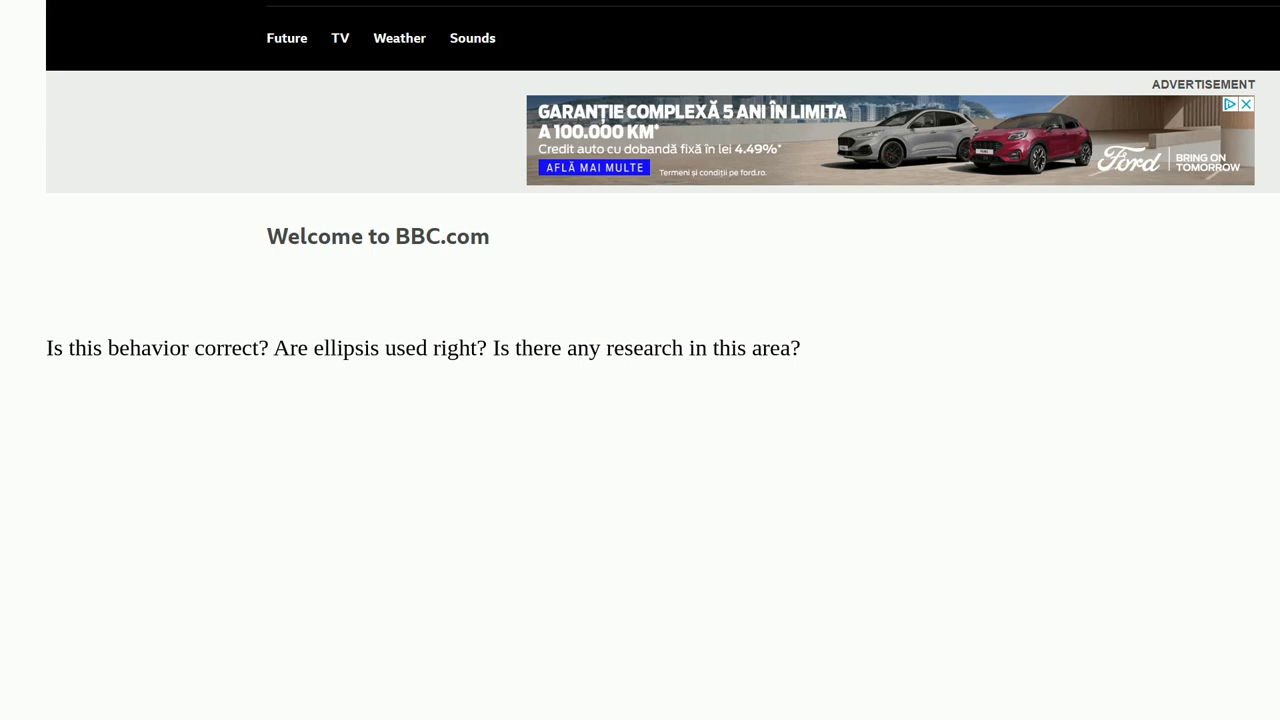 Future TV Weather Sounds
ADVERTISEMENT
GARANȚIE COMPLEXĂ 5 ANI ÎN LIMITA
A 100.000 KM*
Credit auto cu dobandă fixă în lei 4.49%*
AFLĂ MAI MULTE Termeni și condiții pe ford.ro.
Ford BRING ON
TOMORROW
Welcome to BBC.com
Is this behavior correct? Are ellipsis used right? Is there any research in this area?